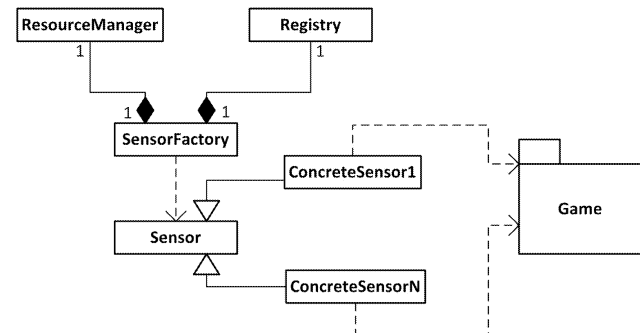 ResourceManager
Registry
1
1
1
1
SensorFactory
ConcreteSensor1
Game
Sensor
ConcreteSensorN